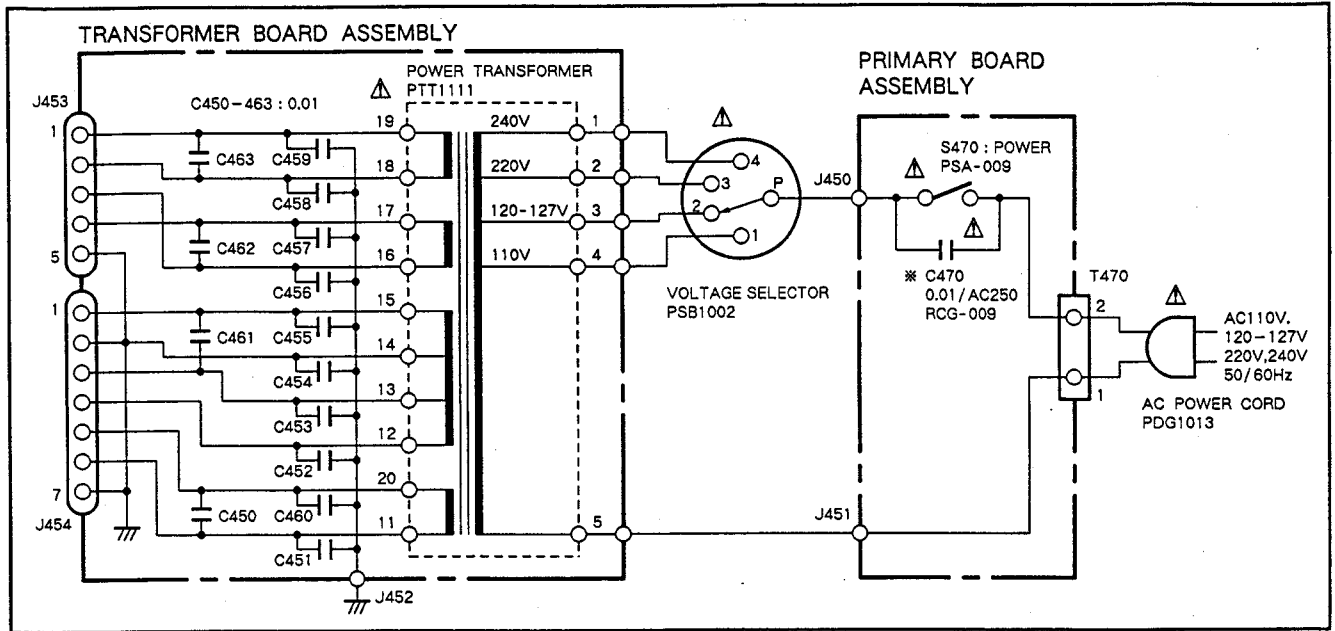 TRANSFORMER BOARD ASSEMBLY
POWER TRANSFORMER
PTT1111
C450-463 : 0.01
J453
1
5
1
7
J454
C463
C459
C458
C462
C457
C456
C461
C455
C454
C453
C452
C450
C460
C451
19
18
17
16
15
14
13
12
20
11
240V
220V
120-127V
110V
1
2
3
4
5
J452
4
3
2
P
1
VOLTAGE SELECTOR
PSB1002
PRIMARY BOARD
ASSEMBLY
J450
S470 : POWER
PSA-009
※ C470
0.01/AC250
RCG-009
J451
T470
2
1
AC110V.
120-127V
220V,240V
50/60Hz
AC POWER CORD
PDG1013